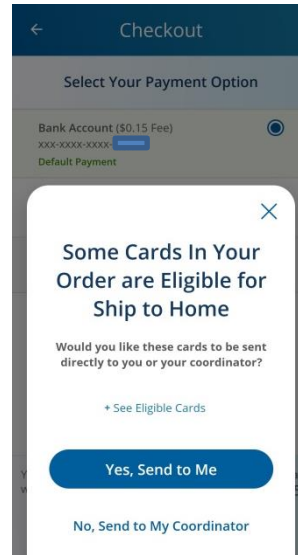 Checkout
Select Your Payment Option
Bank Account ($0.15 Fee)
xxx-xxxx-xxxx-
Default Payment
Some Cards In Your
Order are Eligible for
Ship to Home
Would you like these cards to be sent
directly to you or your coordinator?
+ See Eligible Cards
Yes, Send to Me
No, Send to My Coordinator